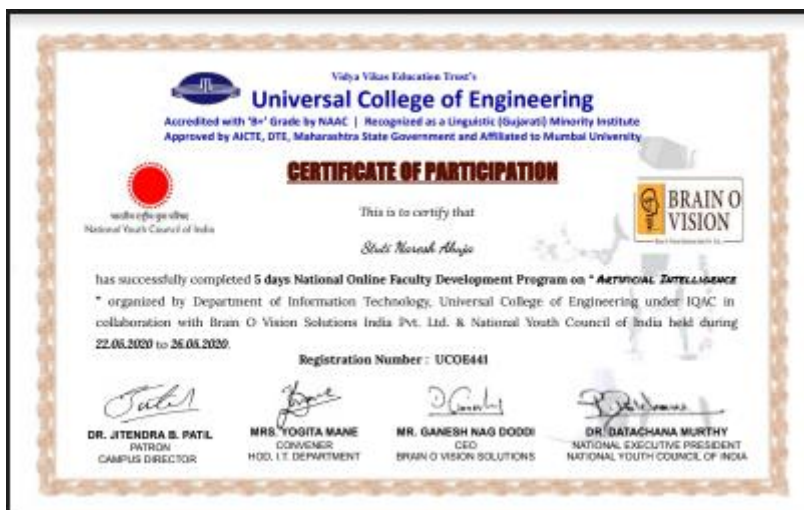 Vidya Vikas Education Trust's
Universal College of Engineering
Accredited with 'B+' Grade by NAAC | Recognized as a Linguistic (Gujarati) Minority Institute
Approved by AICTE, DTE, Maharashtra State Government and Affiliated to Mumbai University
CERTIFICATE OF PARTICIPATION
National Youth Council of India
BRAIN O
VISION
This is to certify that
Stuti Naresh Ahuja
has successfully completed 5 days National Online Faculty Development Program on " ARTIFICIAL INTELLIGENCE
" organized by Department of Information Technology, Universal College of Engineering under IQAC in
collaboration with Brain O Vision Solutions India Pvt. Ltd. & National Youth Council of India held during
22.05.2020 to 26.05.2020.
Registration Number : UCOE441
DR. JITENDRA B. PATIL
PATRON
CAMPUS DIRECTOR
MRS. YOGITA MANE
CONVENER
HOD, I.T. DEPARTMENT
MR. GANESH NAG DODDI
CEO
BRAIN O VISION SOLUTIONS
DR. DATACHANA MURTHY
NATIONAL EXECUTIVE PRESIDENT
NATIONAL YOUTH COUNCIL OF INDIA